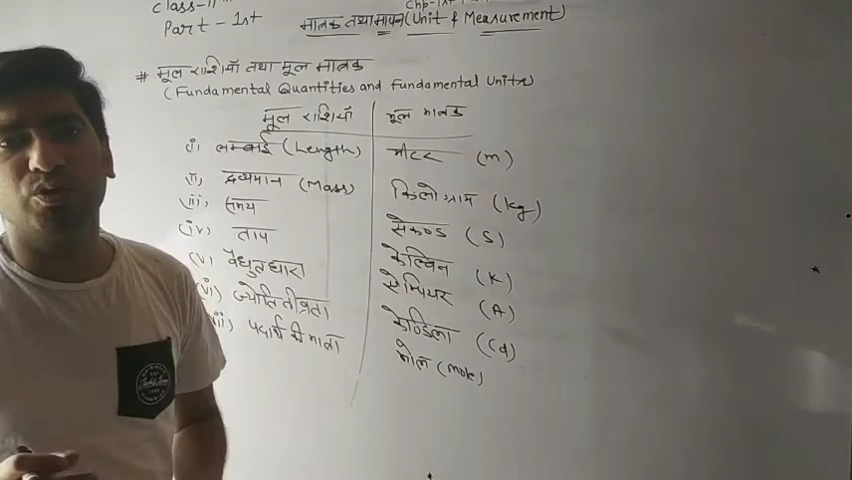 Class-11
Part - 1st
Chp-1st
मात्रक तथा मापन (Unit & Measurement)
# मूल राशियाँ तथा मूल मात्रक
(Fundamental Quantities and Fundamental Units)
मूल राशियाँ मूल मात्रक
(i) लम्बाई (Length) मीटर (m)
(ii) द्रव्यमान (Mass) किलोग्राम (kg)
(iii) समय सेकण्ड (S)
(iv) ताप केल्विन (K)
(v) वैधुत धारा ऐम्पियर (A)
(vi) ज्योति तीव्रता केण्डिला (Cd)
(vii) पदार्थ की मात्रा मोल (mole)